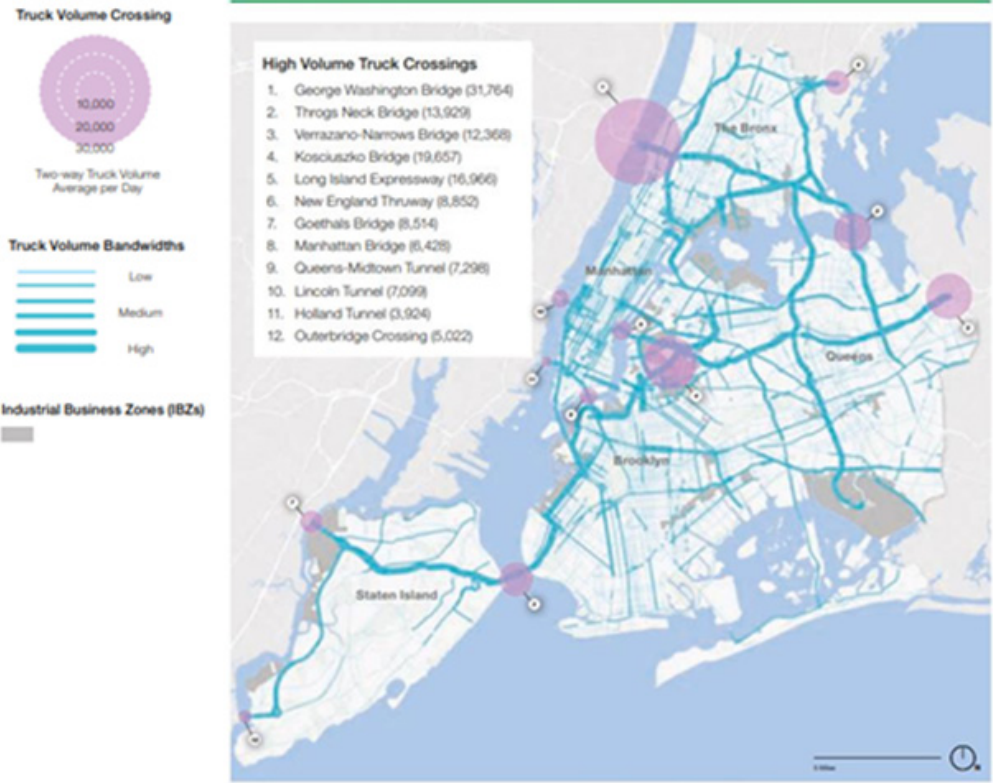 Truck Volume Crossing
10,000
20,000
30,000
Two-way Truck Volume
Average per Day
Truck Volume Bandwidths
Low
Medium
High
Industrial Business Zones (IBZs)
High Volume Truck Crossings
1. George Washington Bridge (31,764)
2. Throgs Neck Bridge (13,929)
3. Verrazano-Narrows Bridge (12,368)
4. Kosciuszko Bridge (19,657)
5. Long Island Expressway (16,966)
6. New England Thruway (8,852)
7. Goethals Bridge (8,514)
8. Manhattan Bridge (6,428)
9. Queens-Midtown Tunnel (7,298)
10. Lincoln Tunnel (7,099)
11. Holland Tunnel (3,924)
12. Outerbridge Crossing (5,022)
The Bronx
Manhattan
Queens
Brooklyn
Staten Island